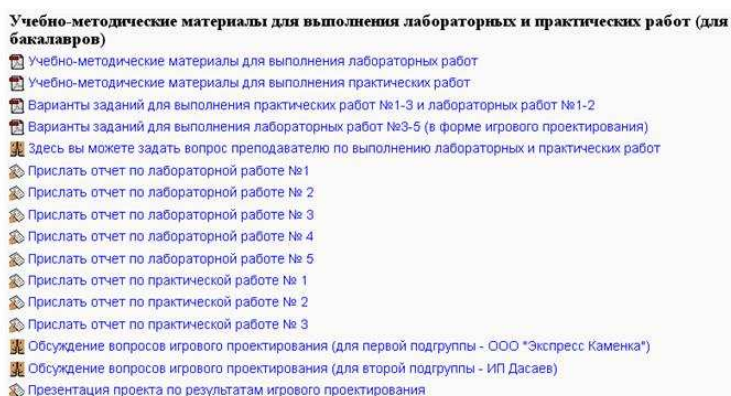 Учебно-методические материалы для выполнения лабораторных и практических работ (для
бакалавров)
Учебно-методические материалы для выполнения лабораторных работ
Учебно-методические материалы для выполнения практических работ
Варианты заданий для выполнения практических работ №1-3 и лабораторных работ №1-2
Варианты заданий для выполнения лабораторных работ №3-5 (в форме игрового проектирования)
Здесь вы можете задать вопрос преподавателю по выполнению лабораторных и практических работ
Прислать отчет по лабораторной работе №1
Прислать отчет по лабораторной работе № 2
Прислать отчет по лабораторной работе № 3
Прислать отчет по лабораторной работе № 4
Прислать отчет по лабораторной работе № 5
Прислать отчет по практической работе № 1
Прислать отчет по практической работе № 2
Прислать отчет по практической работе № 3
Обсуждение вопросов игрового проектирования (для первой подгруппы - ООО "Экспресс Каменка")
Обсуждение вопросов игрового проектирования (для второй подгруппы - ИП Дасаев)
Презентация проекта по результатам игрового проектирования